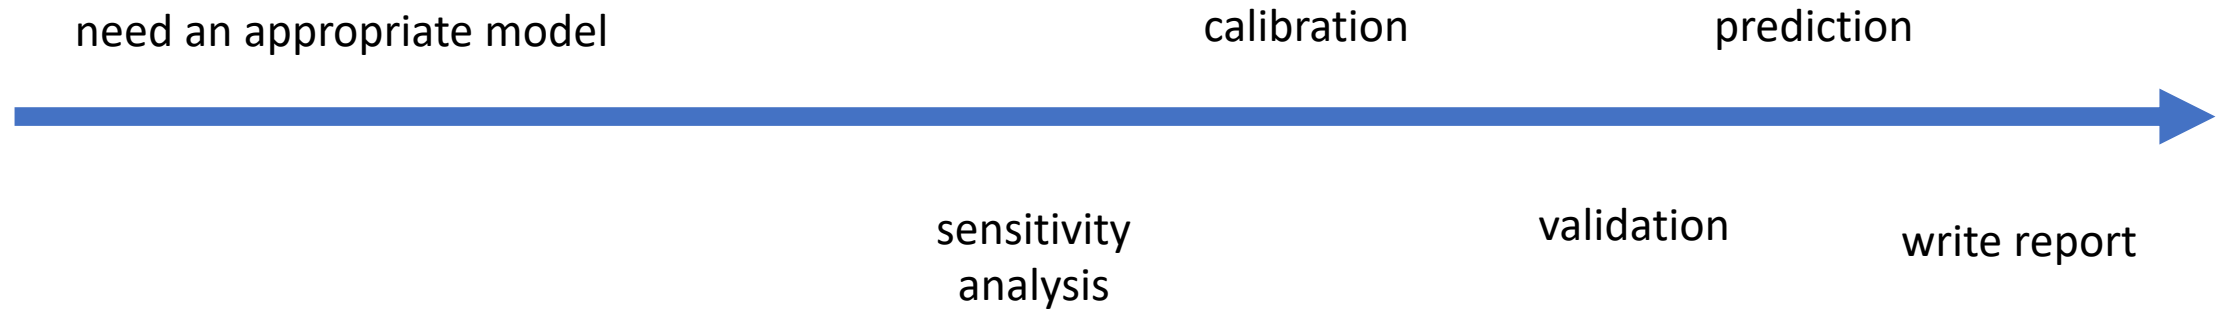 need an appropriate model
calibration
prediction
sensitivity
analysis
validation
write report